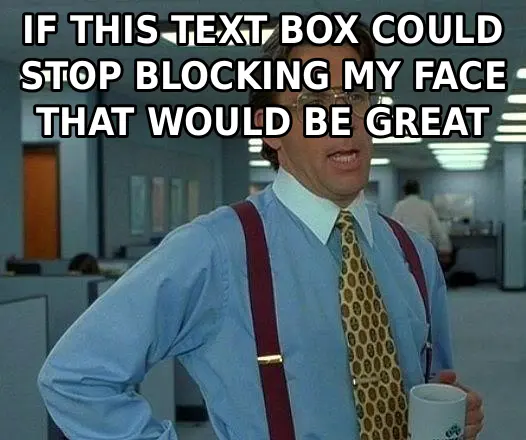 IF THIS TEXT BOX COULD
STOP BLOCKING MY FACE
THAT WOULD BE GREAT